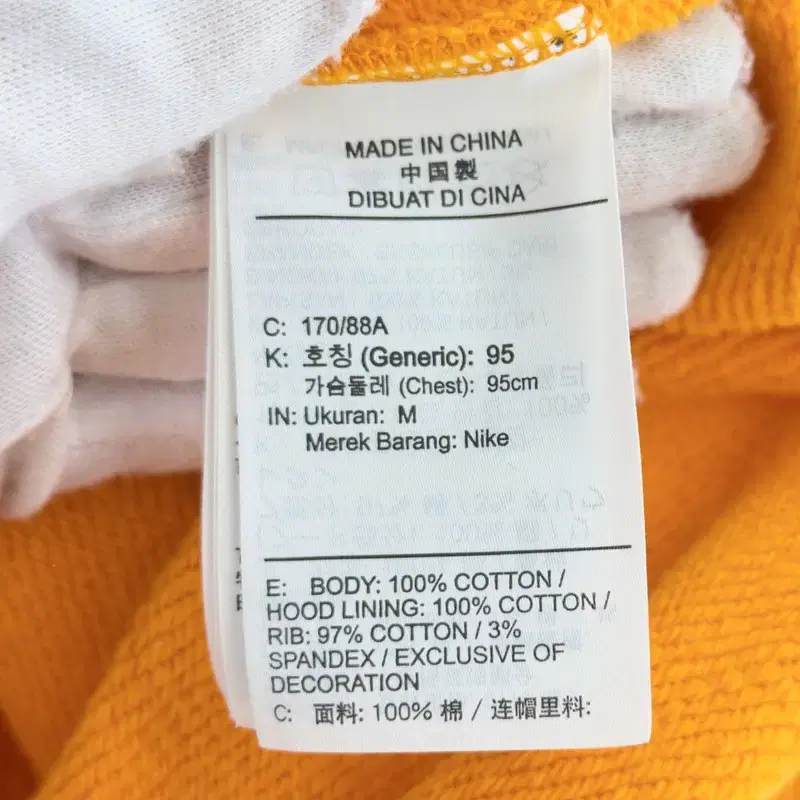 MADE IN CHINA
中国製
DIBUAT DI CINA
C: 170/88A
K: 호칭 (Generic): 95
가슴둘레 (Chest): 95cm
IN: Ukuran: M
Merek Barang: Nike
E: BODY: 100% COTTON /
HOOD LINING: 100% COTTON /
RIB: 97% COTTON / 3%
SPANDEX / EXCLUSIVE OF
DECORATION
C: 面料: 100% 棉 / 连帽里料: